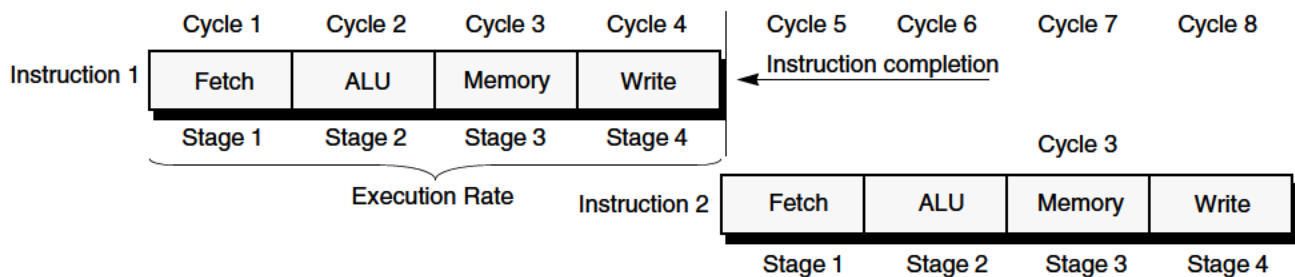 Cycle 1 Cycle 2 Cycle 3 Cycle 4 Cycle 5 Cycle 6 Cycle 7 Cycle 8
Instruction 1 Fetch ALU Memory Write Instruction completion
Stage 1 Stage 2 Stage 3 Stage 4
Cycle 3
Execution Rate
Instruction 2 Fetch ALU Memory Write
Stage 1 Stage 2 Stage 3 Stage 4